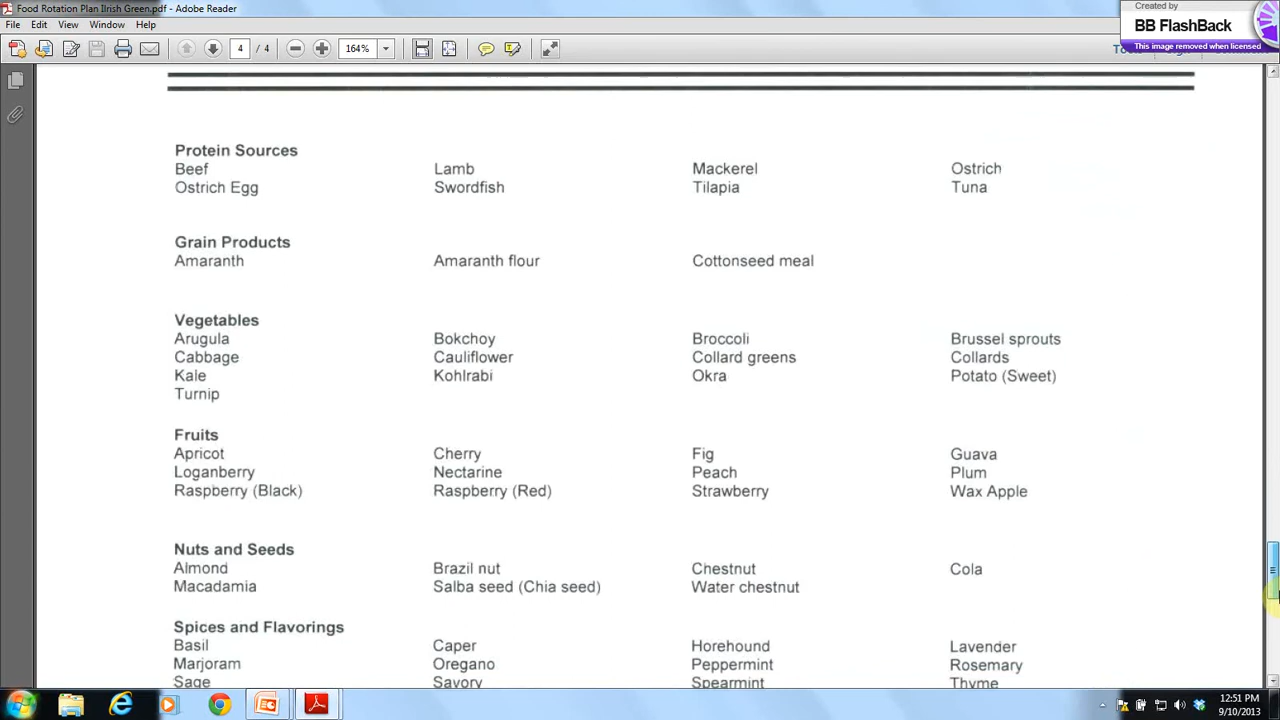 Food Rotation Plan IIrish Green.pdf - Adobe Reader
Created by
BB FlashBack
This image removed when licensed
File Edit View Window Help
4 / 4 164%
Protein Sources
Beef Lamb Mackerel Ostrich
Ostrich Egg Swordfish Tilapia Tuna
Grain Products
Amaranth Amaranth flour Cottonseed meal
Vegetables
Arugula Bokchoy Broccoli Brussel sprouts
Cabbage Cauliflower Collard greens Collards
Kale Kohlrabi Okra Potato (Sweet)
Turnip
Fruits
Apricot Cherry Fig Guava
Loganberry Nectarine Peach Plum
Raspberry (Black) Raspberry (Red) Strawberry Wax Apple
Nuts and Seeds
Almond Brazil nut Chestnut Cola
Macadamia Salba seed (Chia seed) Water chestnut
Spices and Flavorings
Basil Caper Horehound Lavender
Marjoram Oregano Peppermint Rosemary
Sage Savory Spearmint Thyme
12:51 PM
9/10/2013